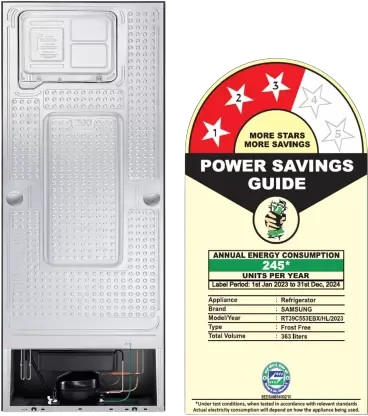 1
2
3
4
5
MORE STARS
MORE SAVINGS
POWER SAVINGS
GUIDE
ANNUAL ENERGY CONSUMPTION
245*
UNITS PER YEAR
Label Period: 1st Jan 2023 to 31st Dec, 2024
Appliance : Refrigerator
Brand : SAMSUNG
Model/Year : RT39C553EBX/HL/2023
Type : Frost Free
Total Volume : 363 liters
*Under test conditions, when tested in accordance with relevant standards
Actual electricity consumption will depend on how the appliance being used.